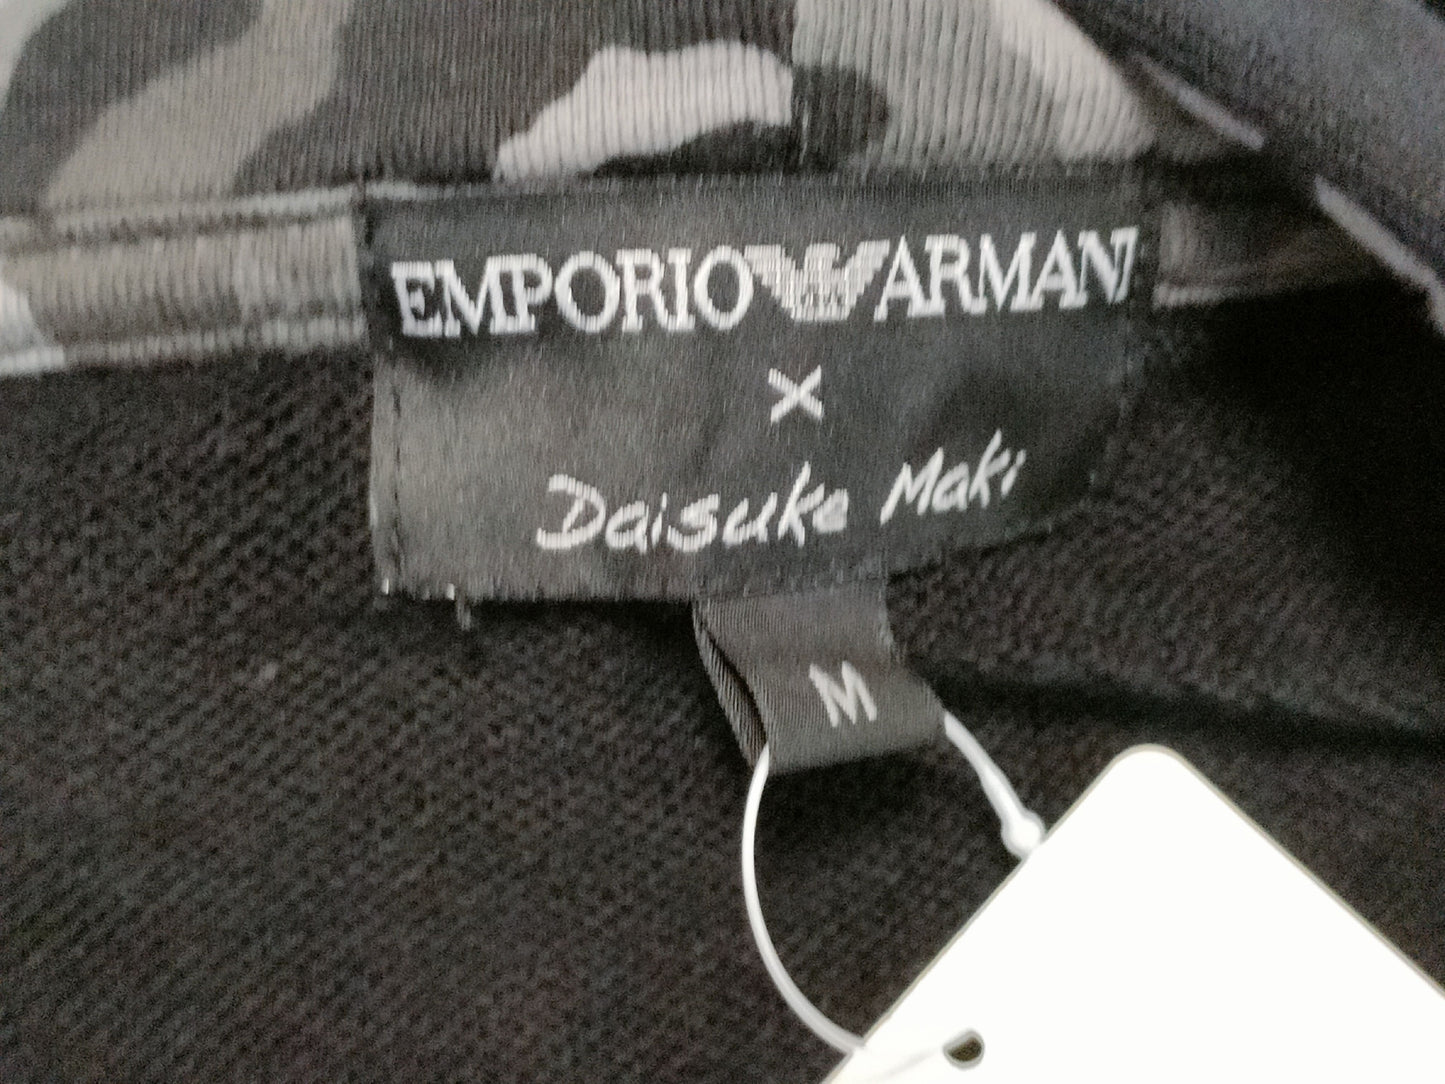 EMPORIO ARMANI
X
Daisuke Maki
M